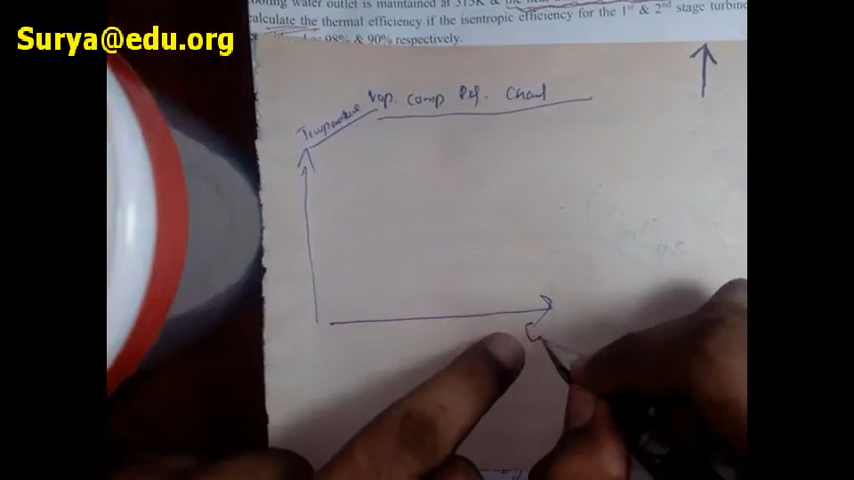 cooling water outlet is maintained at 315K & the heat
calculate the thermal efficiency if the isentropic efficiency for the 1st & 2nd stage turbine
98% & 90% respectively.
Surya@edu.org
Vap. Comp Ref. Chart
Temperature